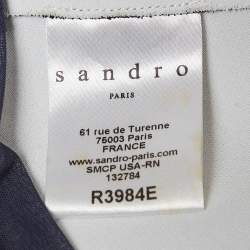 sandro
PARIS
61 rue de Turenne
75003 Paris
FRANCE
www.sandro-paris.com
SMCP USA-RN
132784
R3984E